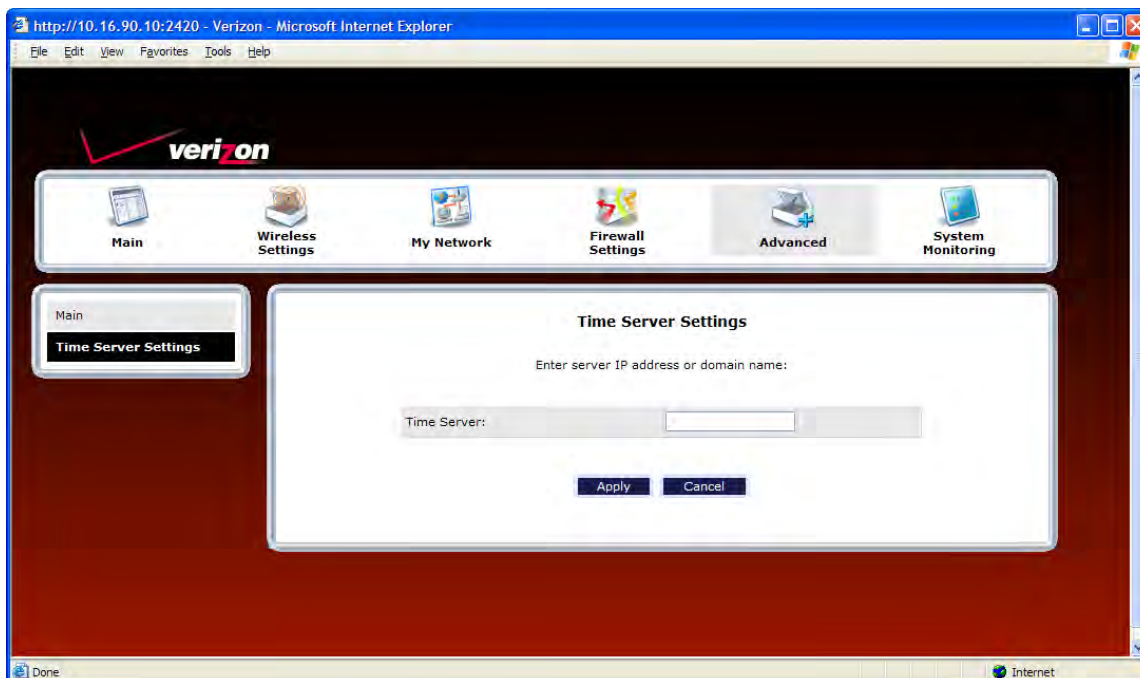 http://10.16.90.10:2420 - Verizon - Microsoft Internet Explorer
File Edit View Favorites Tools Help
verizon
Main
Wireless Settings
My Network
Firewall Settings
Advanced
System Monitoring
Main
Time Server Settings
Time Server Settings
Enter server IP address or domain name:
Time Server:
Apply Cancel
Done
Internet